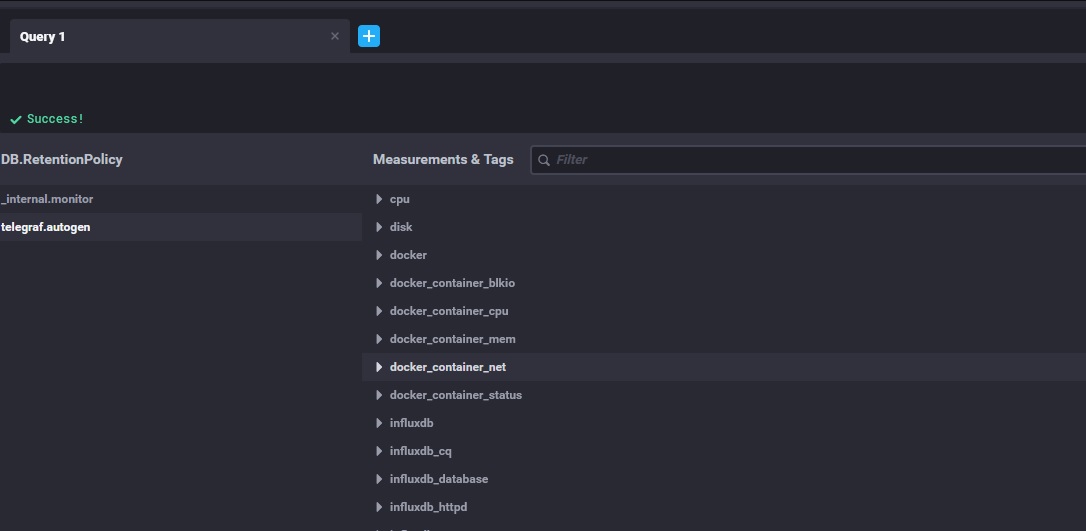 Query 1
Success!
DB.RetentionPolicy
Measurements & Tags
Filter
_internal.monitor
telegraf.autogen
cpu
disk
docker
docker_container_blkio
docker_container_cpu
docker_container_mem
docker_container_net
docker_container_status
influxdb
influxdb_cq
influxdb_database
influxdb_httpd